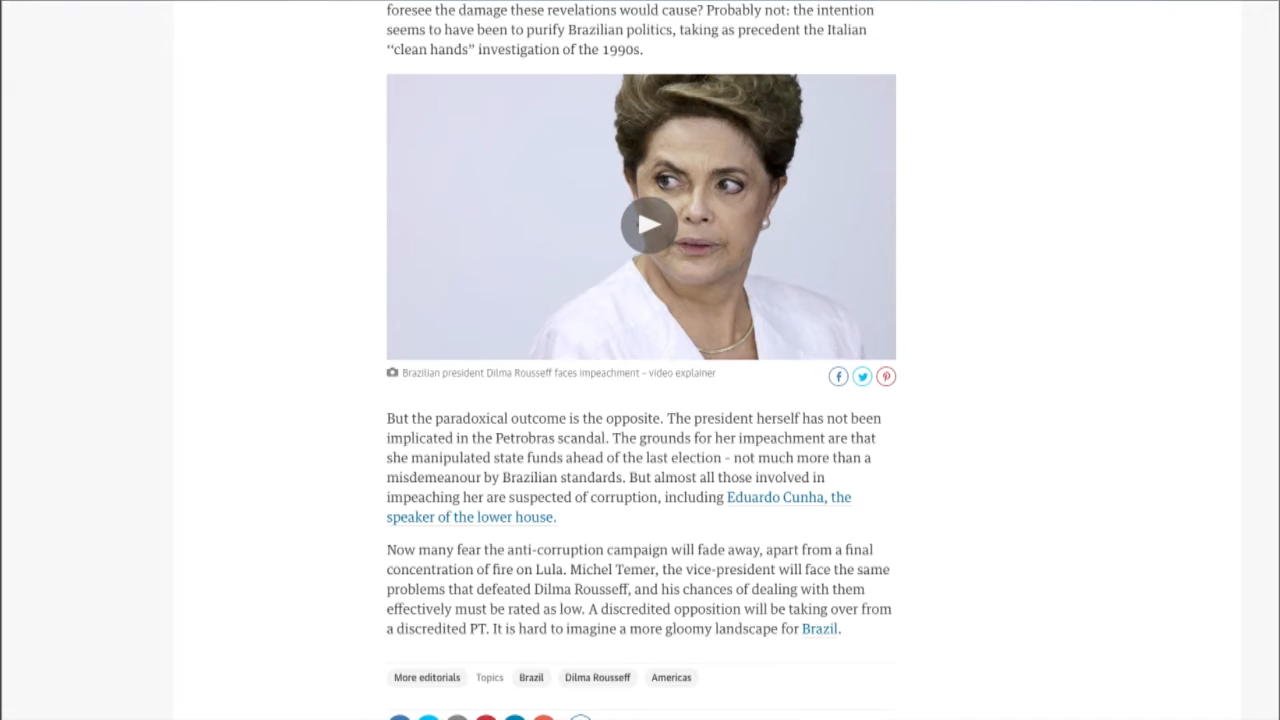 foresee the damage these revelations would cause? Probably not: the intention
seems to have been to purify Brazilian politics, taking as precedent the Italian
“clean hands” investigation of the 1990s.
Brazilian president Dilma Rousseff faces impeachment – video explainer
But the paradoxical outcome is the opposite. The president herself has not been
implicated in the Petrobras scandal. The grounds for her impeachment are that
she manipulated state funds ahead of the last election – not much more than a
misdemeanour by Brazilian standards. But almost all those involved in
impeaching her are suspected of corruption, including Eduardo Cunha, the
speaker of the lower house.
Now many fear the anti-corruption campaign will fade away, apart from a final
concentration of fire on Lula. Michel Temer, the vice-president will face the same
problems that defeated Dilma Rousseff, and his chances of dealing with them
effectively must be rated as low. A discredited opposition will be taking over from
a discredited PT. It is hard to imagine a more gloomy landscape for Brazil.
More editorials Topics Brazil Dilma Rousseff Americas